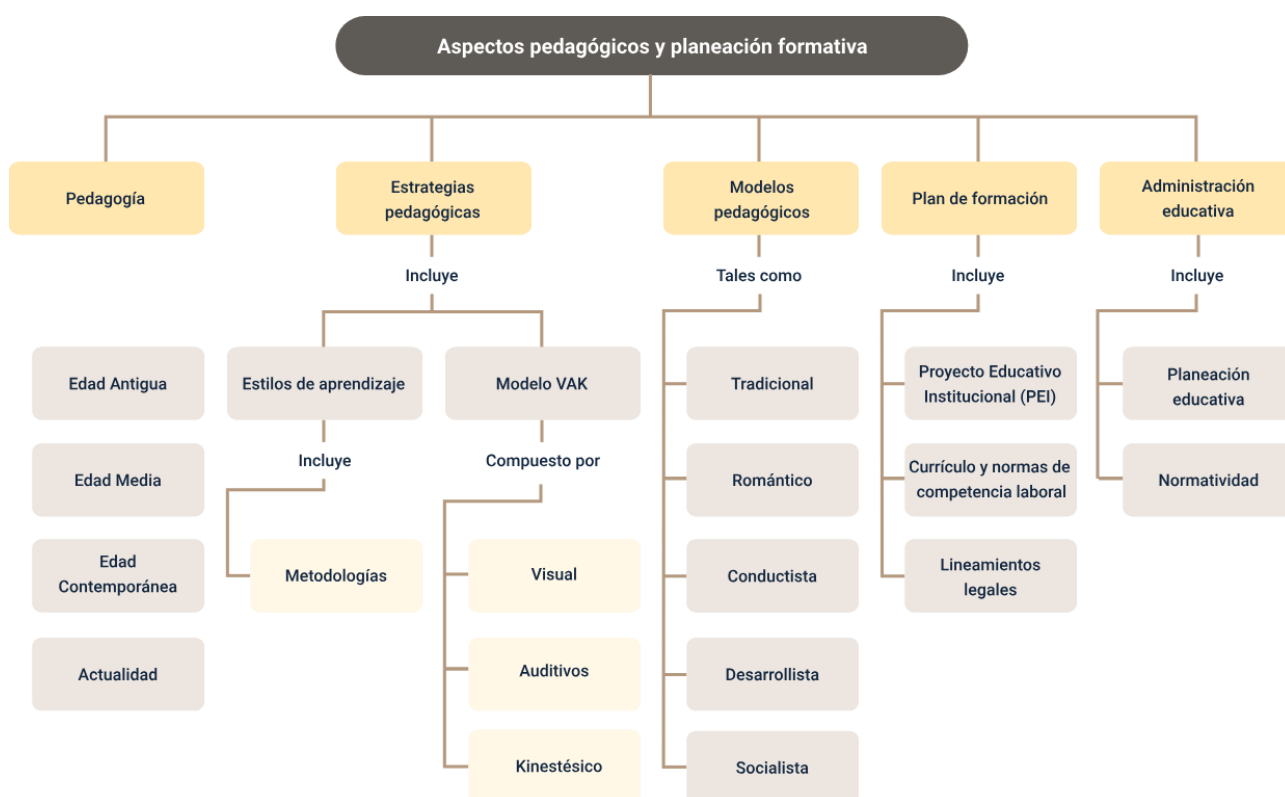 Aspectos pedagógicos y planeación formativa
Pedagogía
Estrategias
pedagógicas
Modelos
pedagógicos
Plan de formación
Administración
educativa
Incluye
Tales como
Incluye
Incluye
Edad Antigua
Estilos de aprendizaje
Modelo VAK
Tradicional
Proyecto Educativo
Institucional (PEI)
Planeación
educativa
Incluye
Compuesto por
Edad Media
Romántico
Currículo y normas de
competencia laboral
Normatividad
Edad
Contemporánea
Metodologías
Visual
Conductista
Lineamientos
legales
Actualidad
Auditivos
Desarrollista
Kinestésico
Socialista